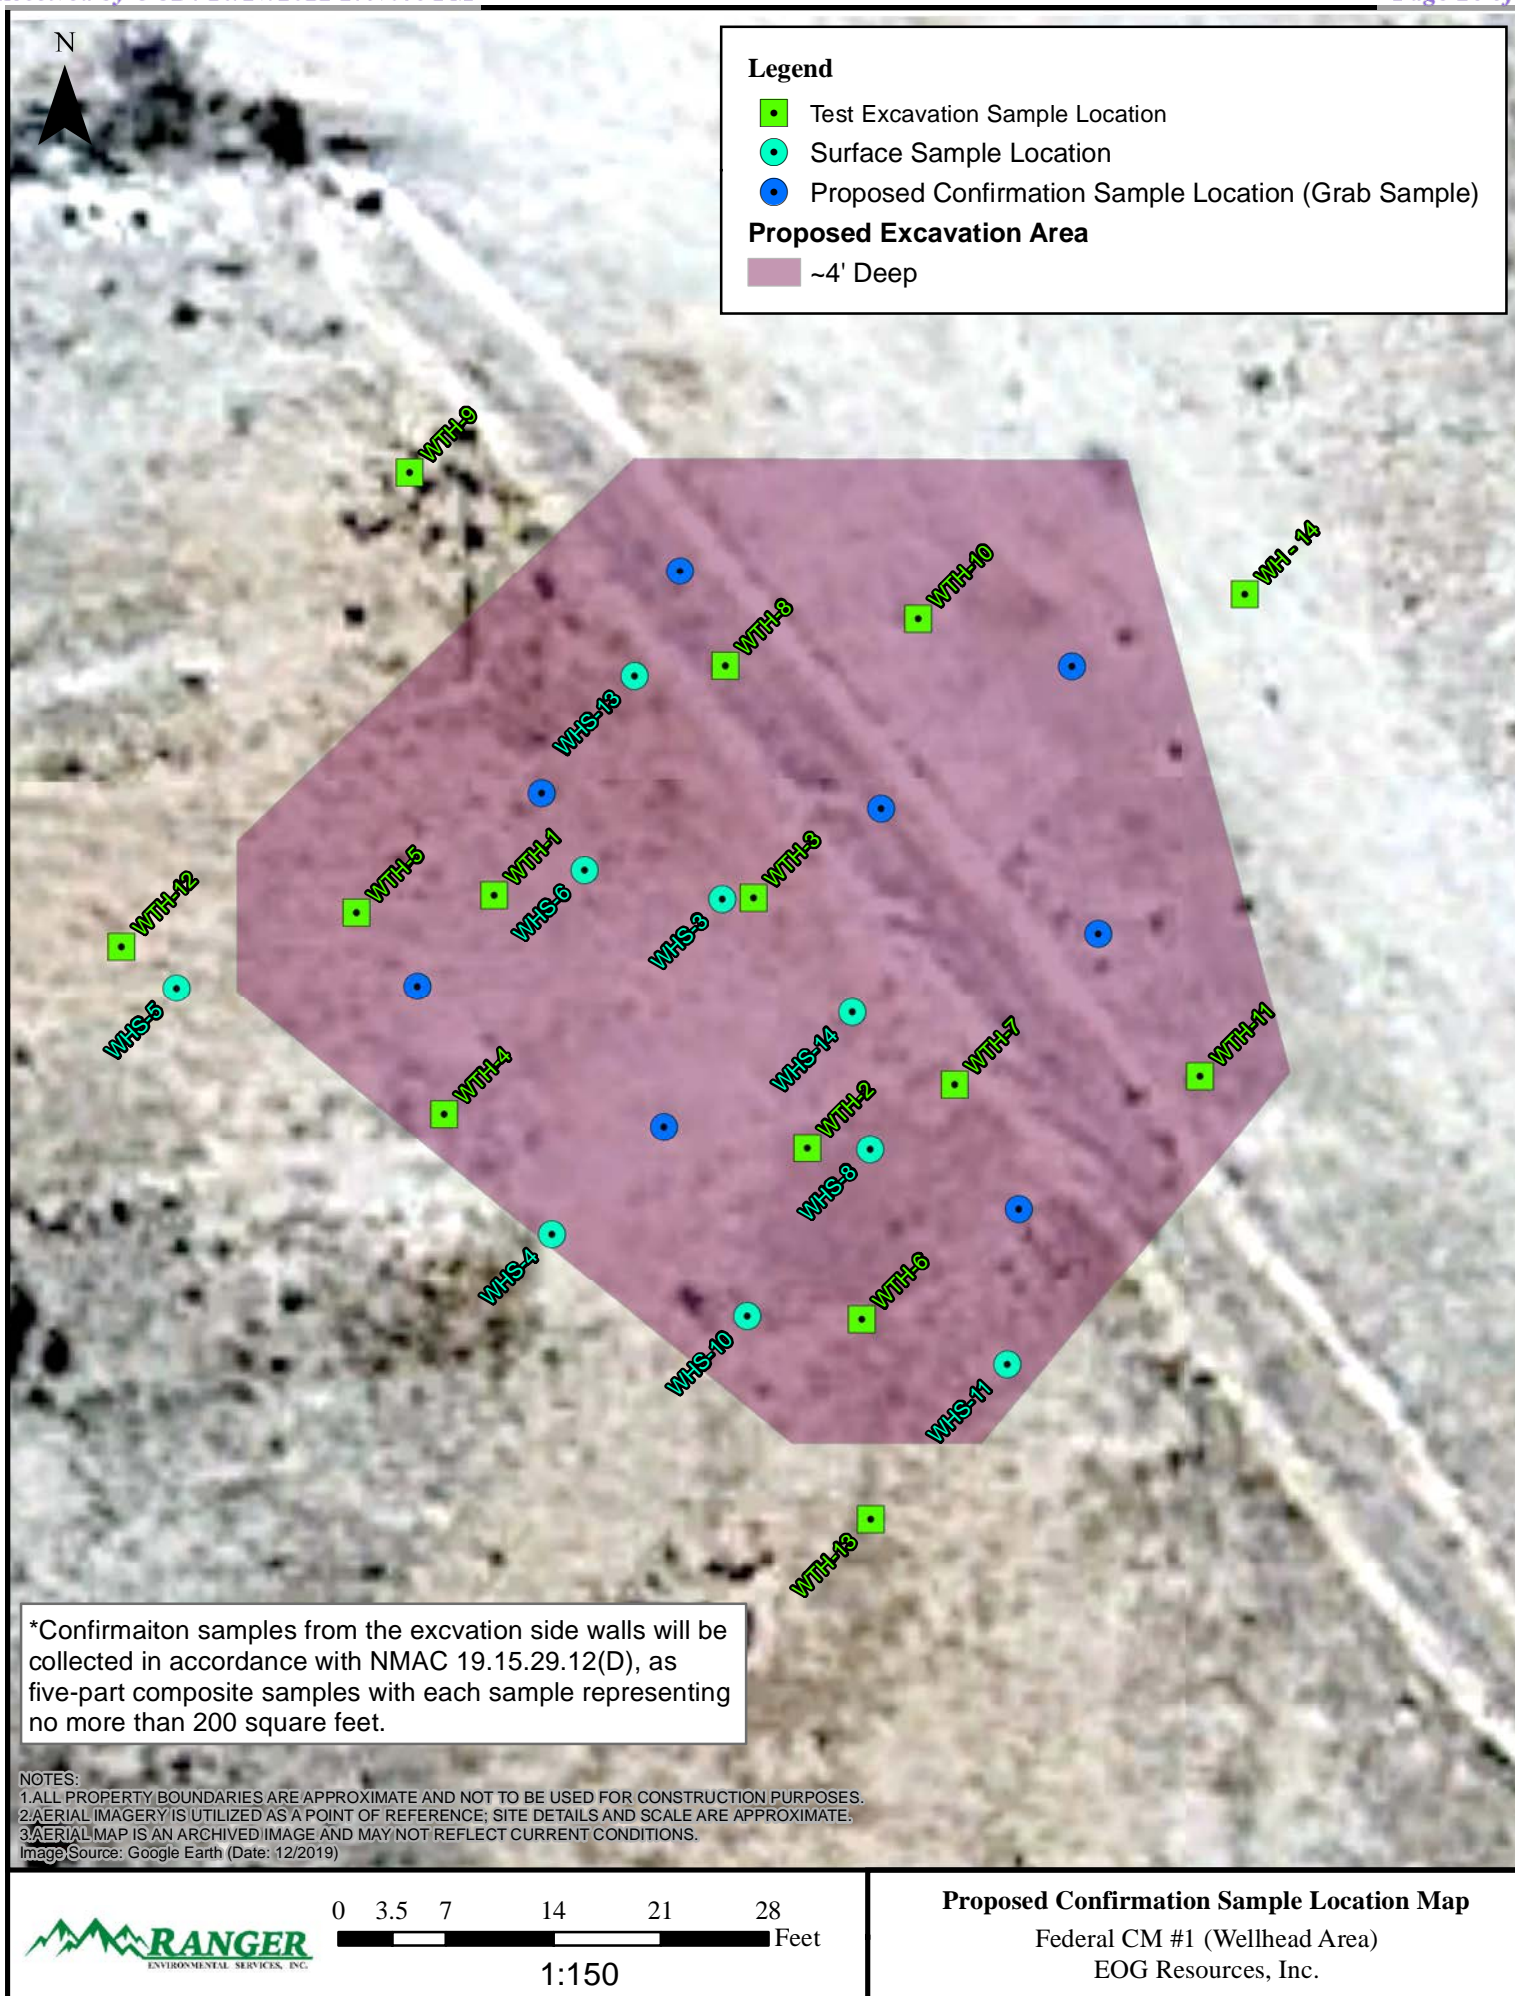 N
Legend
Test Excavation Sample Location
Surface Sample Location
Proposed Confirmation Sample Location (Grab Sample)
Proposed Excavation Area
~4' Deep
WTH-9
WH - 14
WTH-10
WTH-8
WHS-13
WTH-1
WTH-3
WTH-5
WHS-6
WTH-12
WHS-3
WHS-5
WHS-14
WTH-7
WTH-11
WTH-4
WTH-2
WHS-8
WHS-4
WTH-6
WHS-10
WHS-11
WTH-13
*Confirmaiton samples from the excvation side walls will be
collected in accordance with NMAC 19.15.29.12(D), as
five-part composite samples with each sample representing
no more than 200 square feet.
NOTES:
1.ALL PROPERTY BOUNDARIES ARE APPROXIMATE AND NOT TO BE USED FOR CONSTRUCTION PURPOSES.
2.AERIAL IMAGERY IS UTILIZED AS A POINT OF REFERENCE; SITE DETAILS AND SCALE ARE APPROXIMATE.
3.AERIAL MAP IS AN ARCHIVED IMAGE AND MAY NOT REFLECT CURRENT CONDITIONS.
Image Source: Google Earth (Date: 12/2019)
RANGER
ENVIRONMENTAL SERVICES, INC.
0 3.5 7 14 21 28
Feet
1:150
Proposed Confirmation Sample Location Map
Federal CM #1 (Wellhead Area)
EOG Resources, Inc.